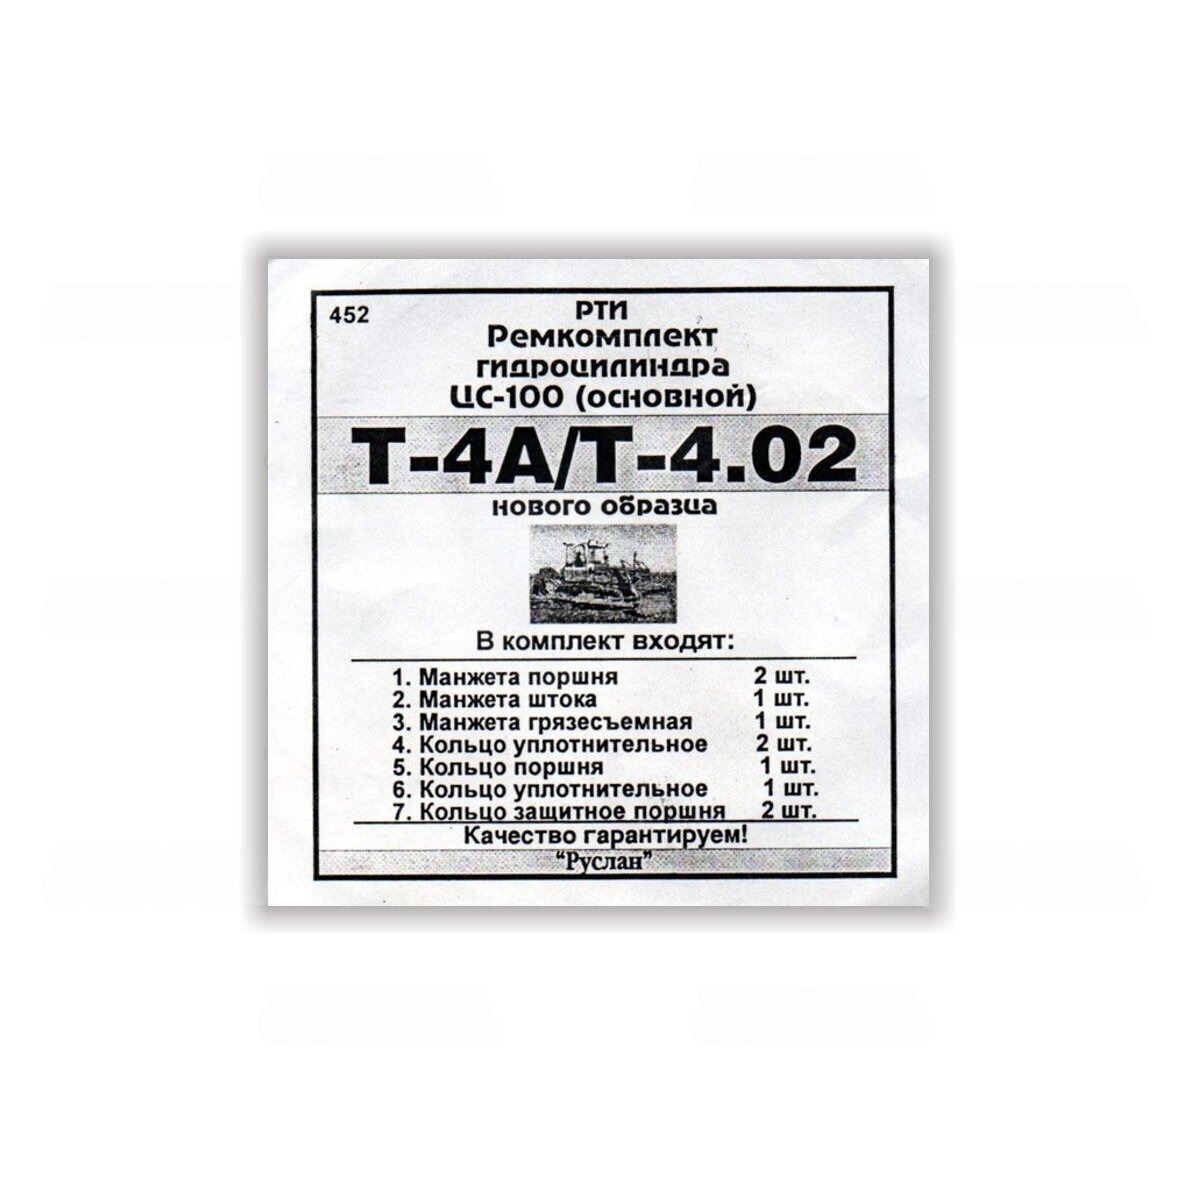 452
РТИ
Ремкомплект
гидроцилиндра
ЦС-100 (основной)
Т-4А/Т-4.02
нового образца
В комплект входят:
1. Манжета поршня 2 шт.
2. Манжета штока 1 шт.
3. Манжета грязесъемная 1 шт.
4. Кольцо уплотнительное 2 шт.
5. Кольцо поршня 1 шт.
6. Кольцо уплотнительное 1 шт.
7. Кольцо защитное поршня 2 шт.
Качество гарантируем!
"Руслан"